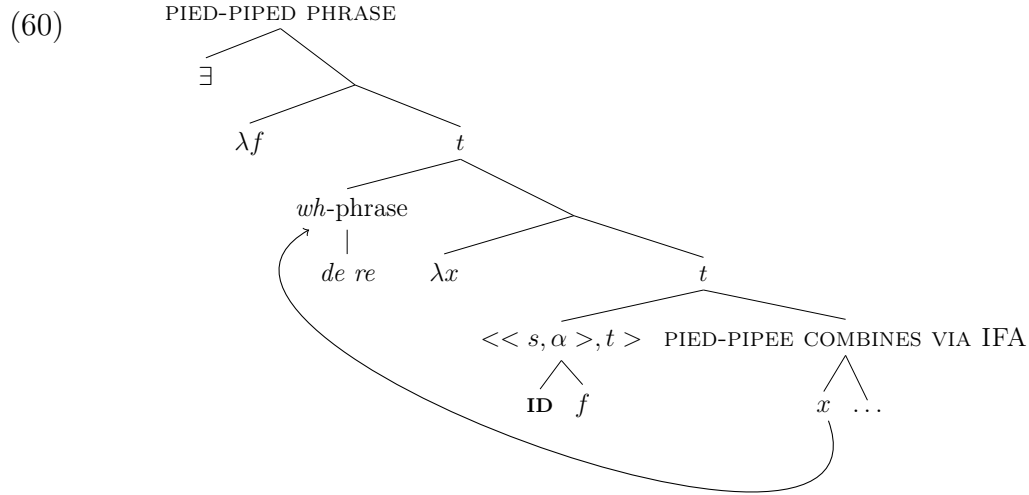 (60) PIED-PIPED PHRASE
∃
λf t
wh-phrase
de re λx t
<< s, α >, t > PIED-PIPEE COMBINES VIA IFA
ID f x ...